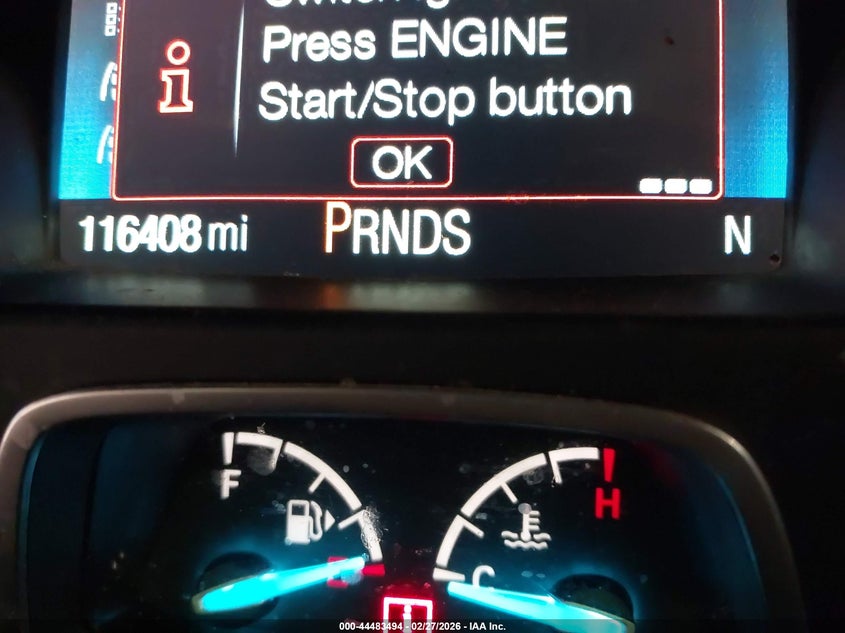 Press ENGINE
Start/Stop button
OK
116408 mi PRNDS N
F H
E C
000-44483494 - 02/27/2026 - IAA Inc.